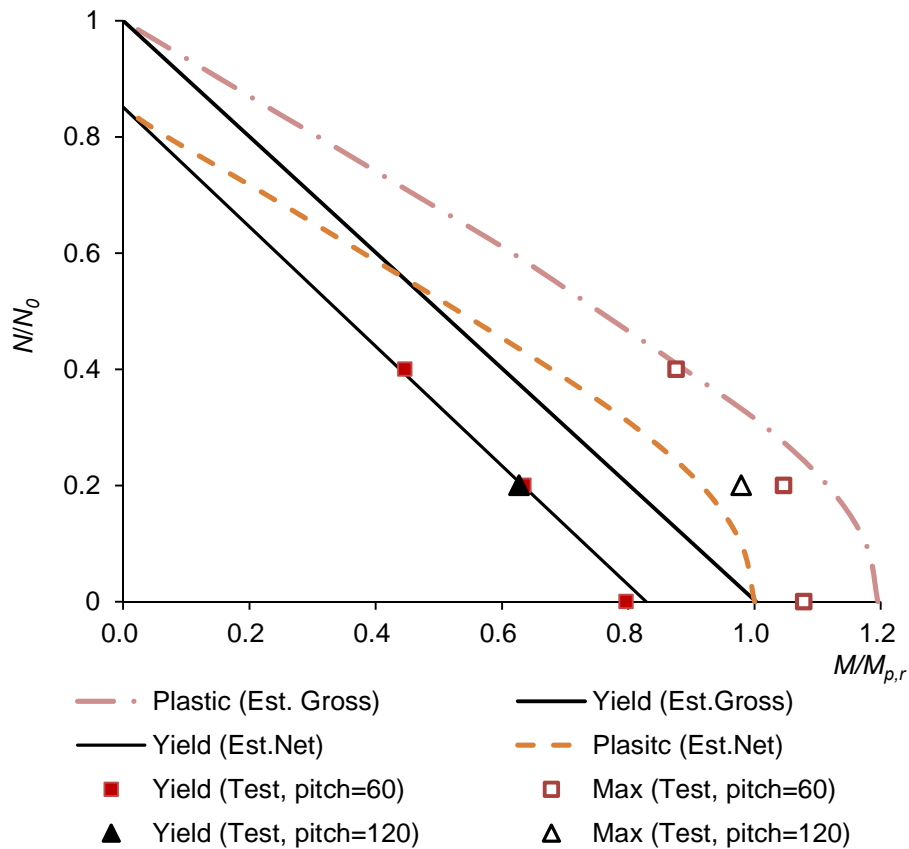 1
0.8
0.6
0.4
0.2
0
N/N0
0.0 0.2 0.4 0.6 0.8 1.0 1.2
M/Mp,r
Plastic (Est. Gross) Yield (Est.Gross)
Yield (Est.Net) Plasitc (Est.Net)
Yield (Test, pitch=60) Max (Test, pitch=60)
Yield (Test, pitch=120) Max (Test, pitch=120)